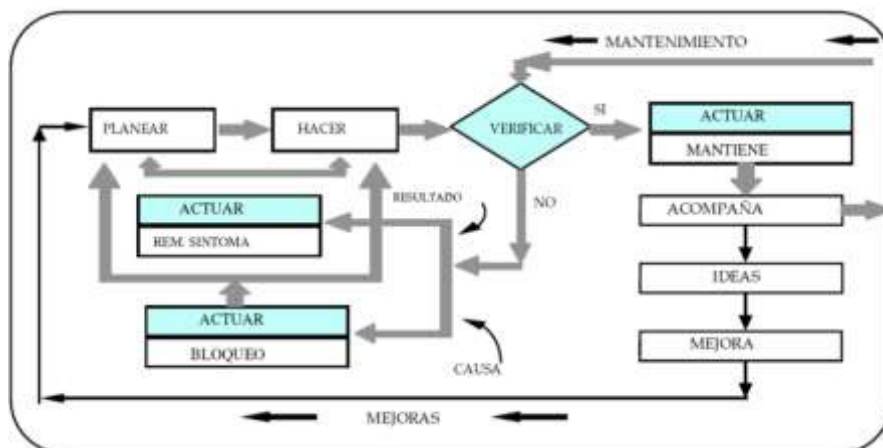 MANTENIMIENTO
PLANEAR
HACER
VERIFICAR
SI
ACTUAR
MANTIENE
NO
RESULTADO
ACTUAR
REM. SINTOMA
ACOMPAÑA
IDEAS
ACTUAR
BLOQUEO
CAUSA
MEJORA
MEJORAS